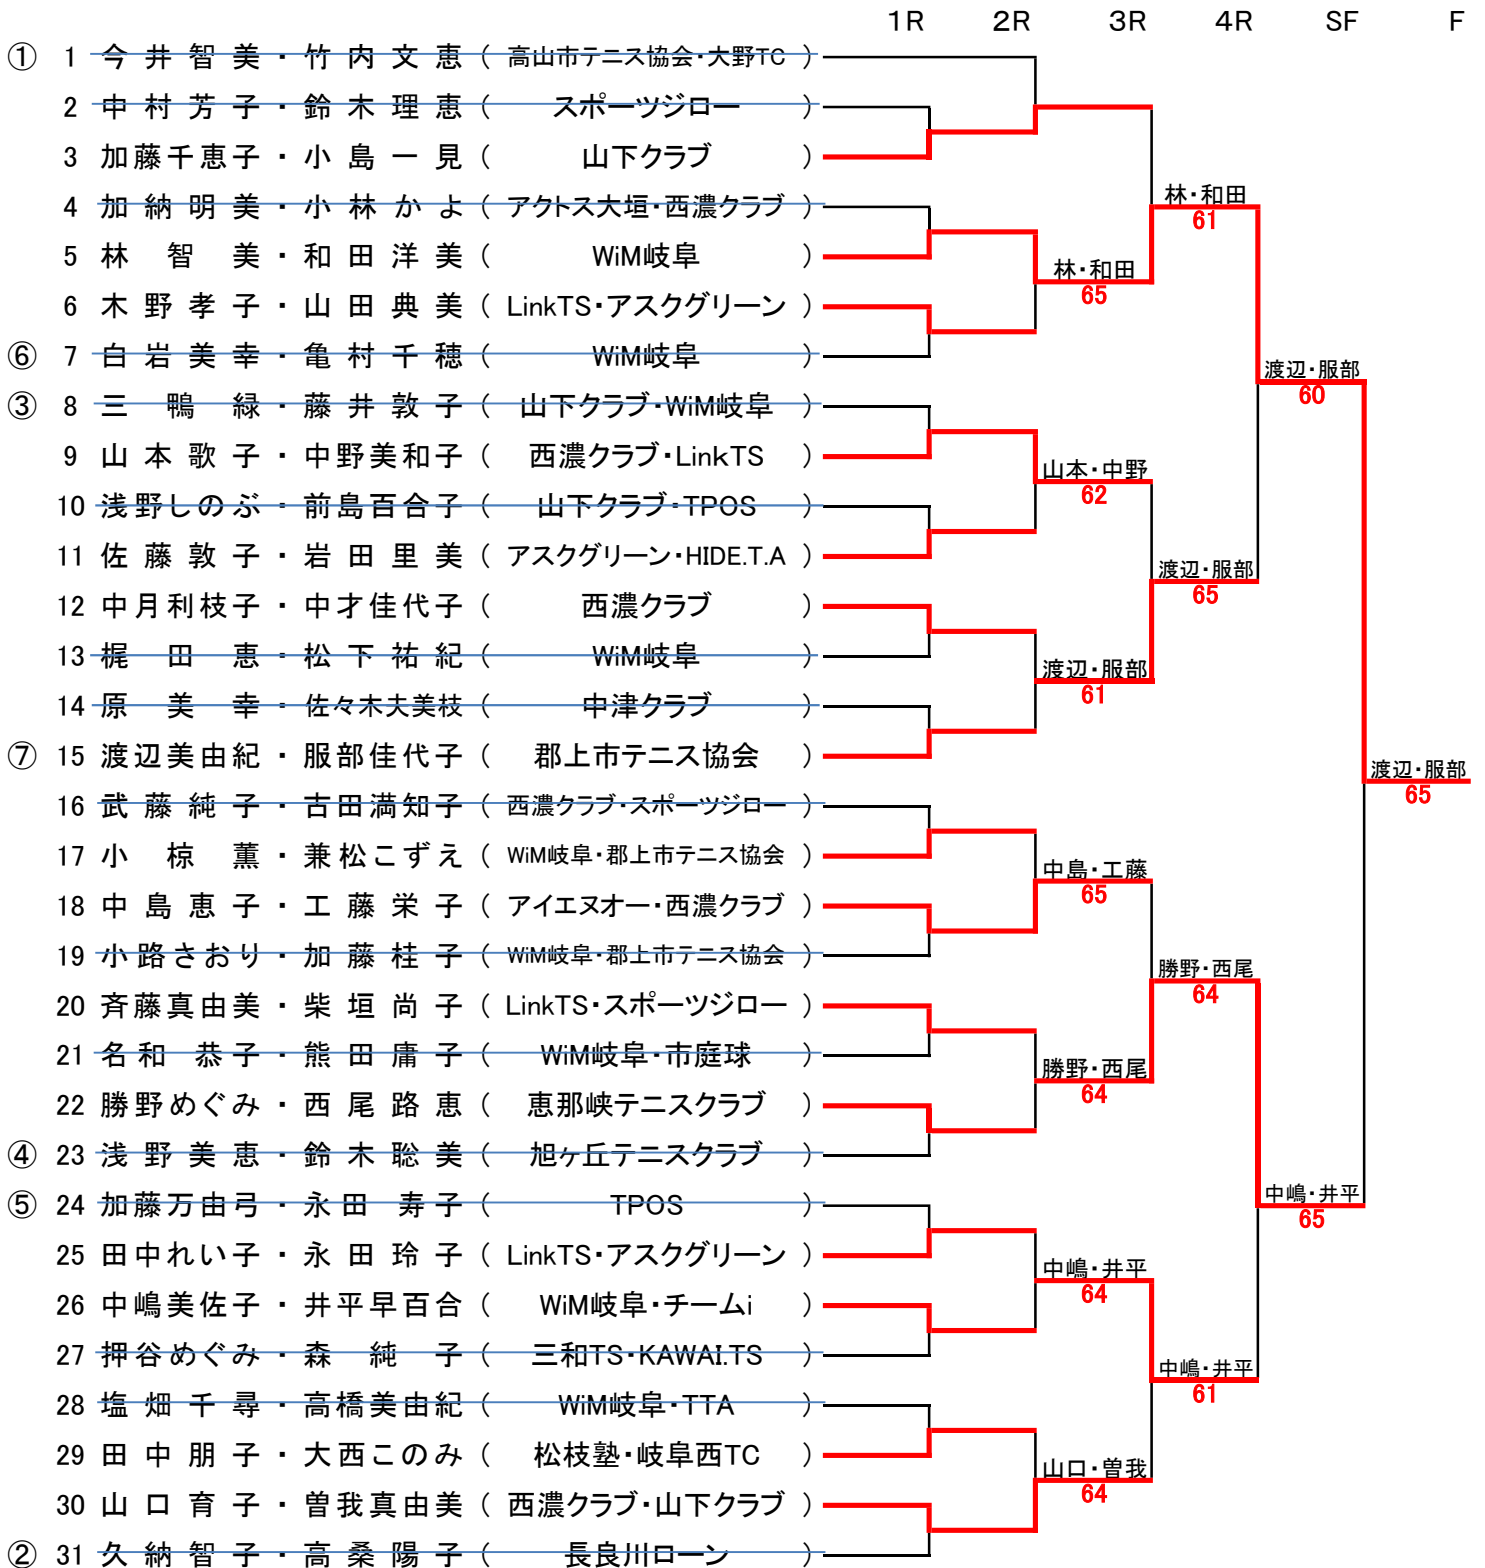 1R 2R 3R 4R SF F
① 1 今井智美・竹内文恵 ( 高山市テニス協会・大野TC )
2 中村芳子・鈴木理恵 ( スポーツジロー )
3 加藤千恵子・小島一見 ( 山下クラブ )
4 加納明美・小林かよ ( アクトス大垣・西濃クラブ )
林・和田
61
5 林智美・和田洋美 ( WiM岐阜 )
林・和田
65
6 木野孝子・山田典美 ( LinkTS・アスクグリーン )
⑥ 7 白岩美幸・亀村千穂 ( WiM岐阜 )
渡辺・服部
60
③ 8 三鴨緑・藤井敦子 ( 山下クラブ・WiM岐阜 )
9 山本歌子・中野美和子 ( 西濃クラブ・LinkTS )
山本・中野
62
10 浅野しのぶ・前島百合子 ( 山下クラブ・TPOS )
11 佐藤敦子・岩田里美 ( アスクグリーン・HIDE.T.A )
渡辺・服部
65
12 中月利枝子・中才佳代子 ( 西濃クラブ )
13 梶田恵・松下祐紀 ( WiM岐阜 )
渡辺・服部
61
14 原美幸・佐々木夫美枝 ( 中津クラブ )
⑦ 15 渡辺美由紀・服部佳代子 ( 郡上市テニス協会 )
渡辺・服部
65
16 武藤純子・古田満知子 ( 西濃クラブ・スポーツジロー )
17 小椋薫・兼松こずえ ( WiM岐阜・郡上市テニス協会 )
中島・工藤
65
18 中島恵子・工藤栄子 ( アイエヌオー・西濃クラブ )
19 小路さおり・加藤桂子 ( WiM岐阜・郡上市テニス協会 )
勝野・西尾
64
20 斉藤真由美・柴垣尚子 ( LinkTS・スポーツジロー )
21 名和恭子・熊田庸子 ( WiM岐阜・市庭球 )
勝野・西尾
64
22 勝野めぐみ・西尾路恵 ( 恵那峡テニスクラブ )
④ 23 浅野美恵・鈴木聡美 ( 旭ヶ丘テニスクラブ )
⑤ 24 加藤万由弓・永田寿子 ( TPOS )
中嶋・井平
65
25 田中れい子・永田玲子 ( LinkTS・アスクグリーン )
中嶋・井平
64
26 中嶋美佐子・井平早百合 ( WiM岐阜・チームi )
27 押谷めぐみ・森純子 ( 三和TS・KAWAI.TS )
中嶋・井平
61
28 塩畑千尋・高橋美由紀 ( WiM岐阜・TTA )
29 田中朋子・大西このみ ( 松枝塾・岐阜西TC )
山口・曽我
64
30 山口育子・曽我真由美 ( 西濃クラブ・山下クラブ )
② 31 久納智子・高桑陽子 ( 長良川ローン )